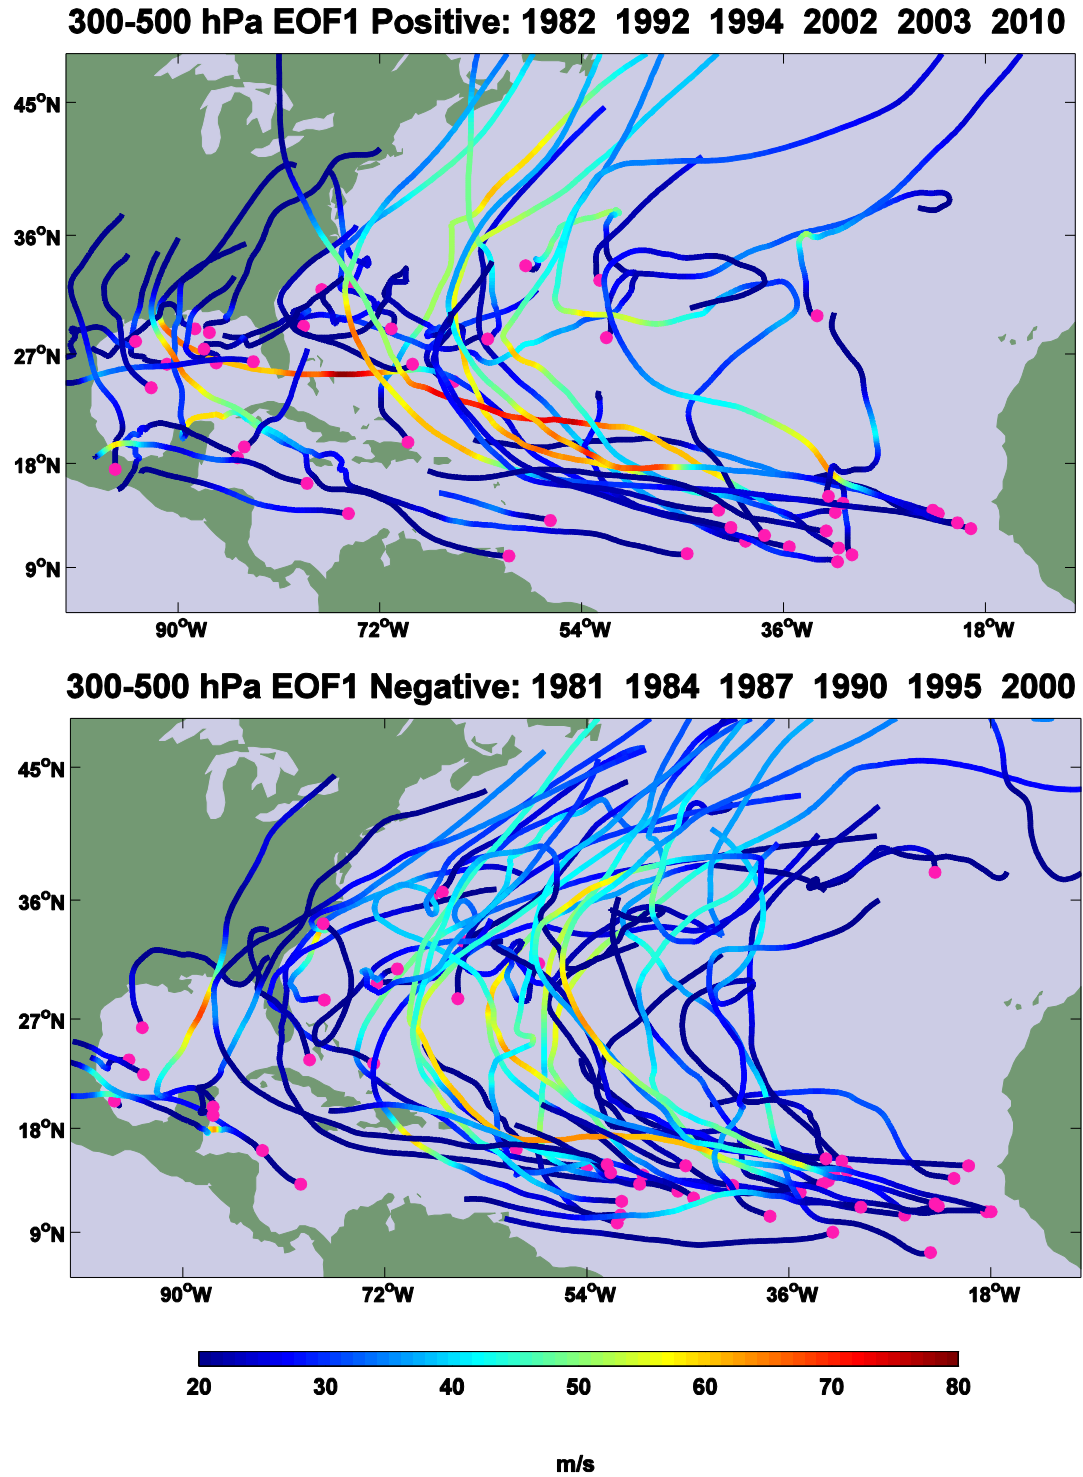 300-500 hPa EOF1 Positive: 1982 1992 1994 2002 2003 2010
45°N
36°N
27°N
18°N
9°N
90°W 72°W 54°W 36°W 18°W
300-500 hPa EOF1 Negative: 1981 1984 1987 1990 1995 2000
45°N
36°N
27°N
18°N
9°N
90°W 72°W 54°W 36°W 18°W
20 30 40 50 60 70 80
m/s